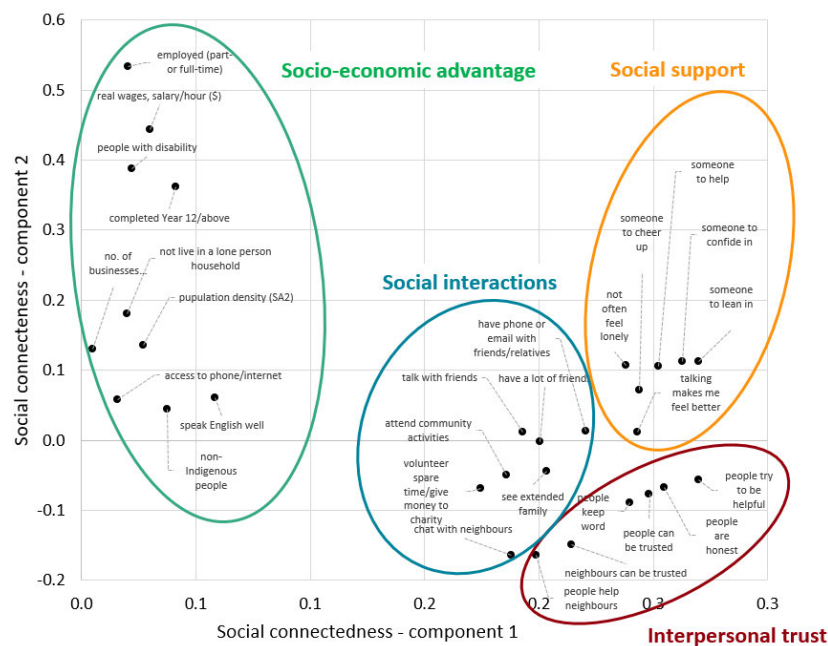 0.6
0.5
0.4
0.3
0.2
0.1
0.0
-0.1
-0.2
Social connecteness - component 2
Socio-economic advantage
employed (part-
or full-time)
real wages, salary/hour ($)
people with disability
completed Year 12/above
no. of
businesses...
not live in a lone person
household
pupulation density (SA2)
access to phone/internet
speak English well
non-
Indigenous
people
Social interactions
have phone or
email with
friends/relatives
talk with friends
have a lot of friends
attend community
activities
volunteer
spare
time/give
money to
charity
see extended
family
chat with neighbours
Social support
someone
to help
someone
to cheer
up
someone to
confide in
someone
to lean in
not
often
feel
lonely
talking
makes me
feel better
people
keep
word
people can
be trusted
people
are
honest
people try
to be
helpful
neighbours can be trusted
people help
neighbours
Interpersonal trust
0.0
0.1
0.1
0.2
0.2
0.3
0.3
Social connectedness - component 1